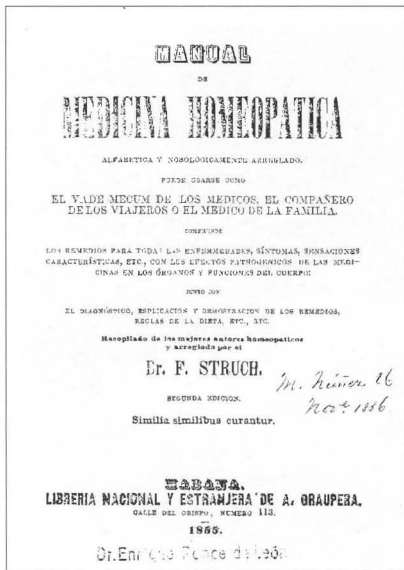 MANUAL
DE
MEDICINA HOMEOPATICA
ALFABETICA Y NOSOLÓGICAMENTE ARREGLADO.
PUEDE USARSE COMO
EL VADE MECUM DE LOS MEDICOS, EL COMPAÑERO
DE LOS VIAJEROS O EL MEDICO DE LA FAMILIA.
COMPRENDE
LOS REMEDIOS PARA TODAS LAS ENFERMEDADES, SÍNTOMAS, SENSACIONES
CARACTERÍSTICAS, ETC., CON LOS EFECTOS PATHOGENICOS DE LAS MEDI-
CINAS EN LOS ÓRGANOS Y FUNCIONES DEL CUERPO:
JUNTO CON
EL DIAGNÓSTICO, ESPLICACION Y DEMOSTRACION DE LOS REMEDIOS,
REGLAS DE LA DIETA, ETC., ETC.
Recopilado de los mejores autores homeopaticos
y arreglado por el
Dr. F. STRUCH.
M. Núñez 26
Nov.e 1886
SEGUNDA EDICION.
Similia similibus curantur.
HABANA.
LIBRERIA NACIONAL Y ESTRANJERA DE A. GRAUPERA.
CALLE DEL OBISPO, NUMERO 113.
1855.
Dr. Enrique Ponce de León